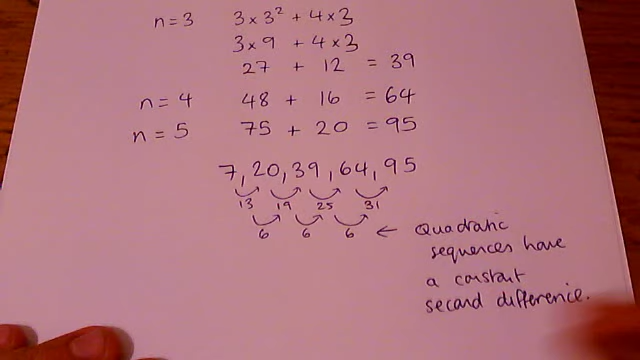 n=3 3×3² + 4×3
3×9 + 4×3
27 + 12 = 39
n=4 48 + 16 = 64
n=5 75 + 20 = 95
7, 20, 39, 64, 95
13 19 25 31
6 6 6 ← Quadratic
sequences have
a constant
second difference.